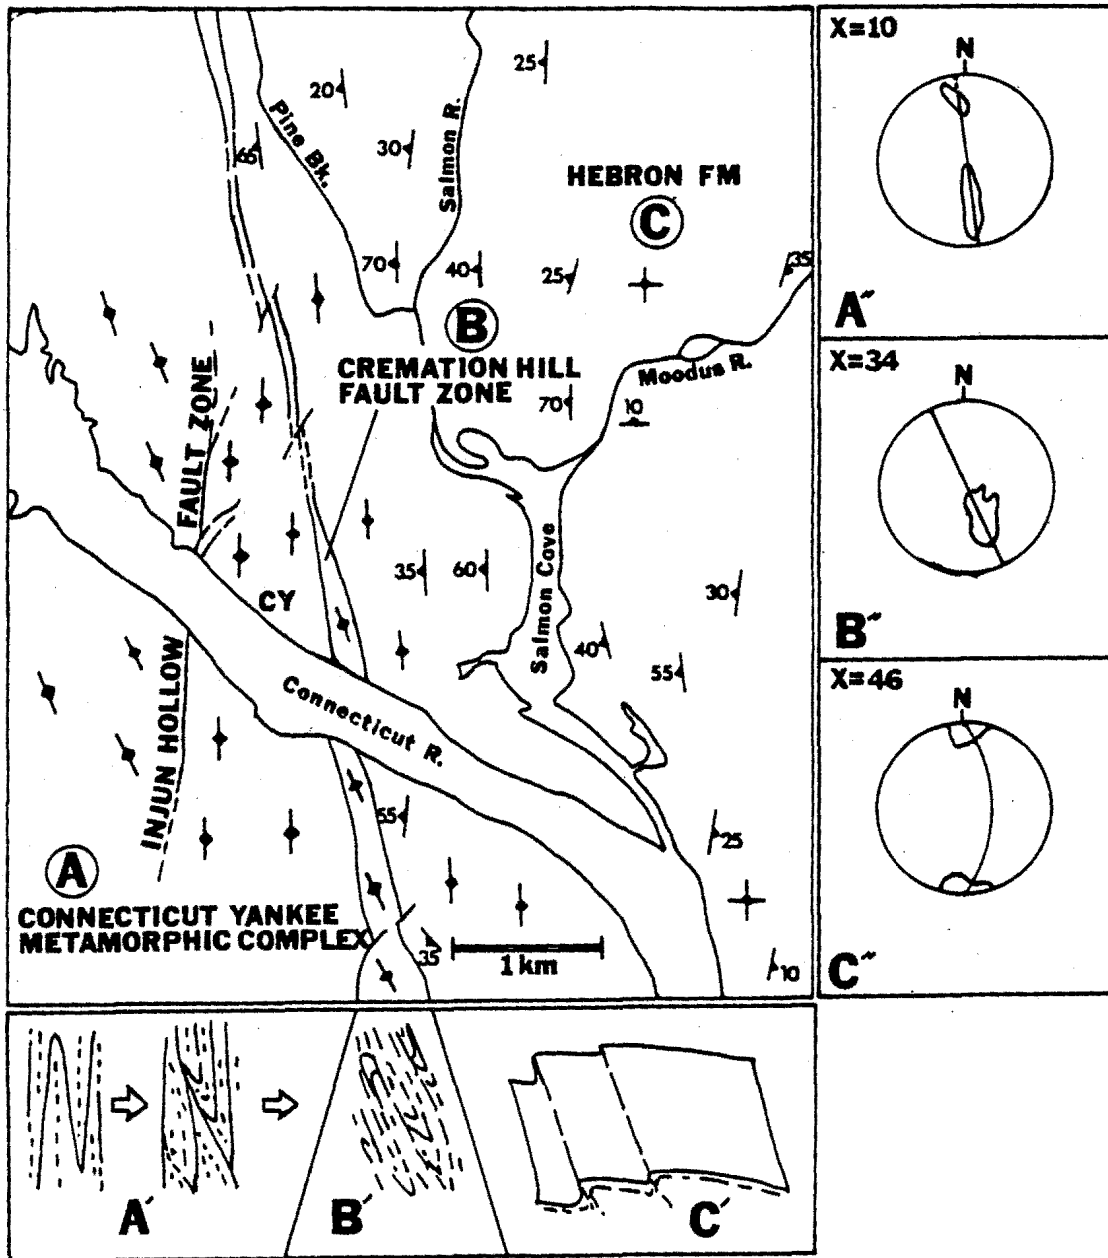 25
20
Pine Bk.
30
Salmon R.
65
HEBRON FM
C
70
40
25
35
B
CREMATION HILL
FAULT ZONE
Moodus R.
FAULT ZONE
70
10
35
60
CY
Salmon Cove
30
40
55
INJUN HOLLOW
Connecticut R.
55
25
A
CONNECTICUT YANKEE
METAMORPHIC COMPLEX
35
1 km
10
X=10
N
A"
X=34
N
B"
X=46
N
C"
A'
B'
C'